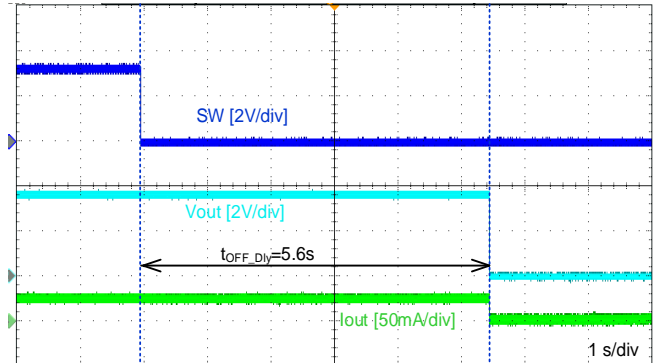 SW [2V/div]
Vout [2V/div]
tOFF_Dly=5.6s
Iout [50mA/div]
1 s/div